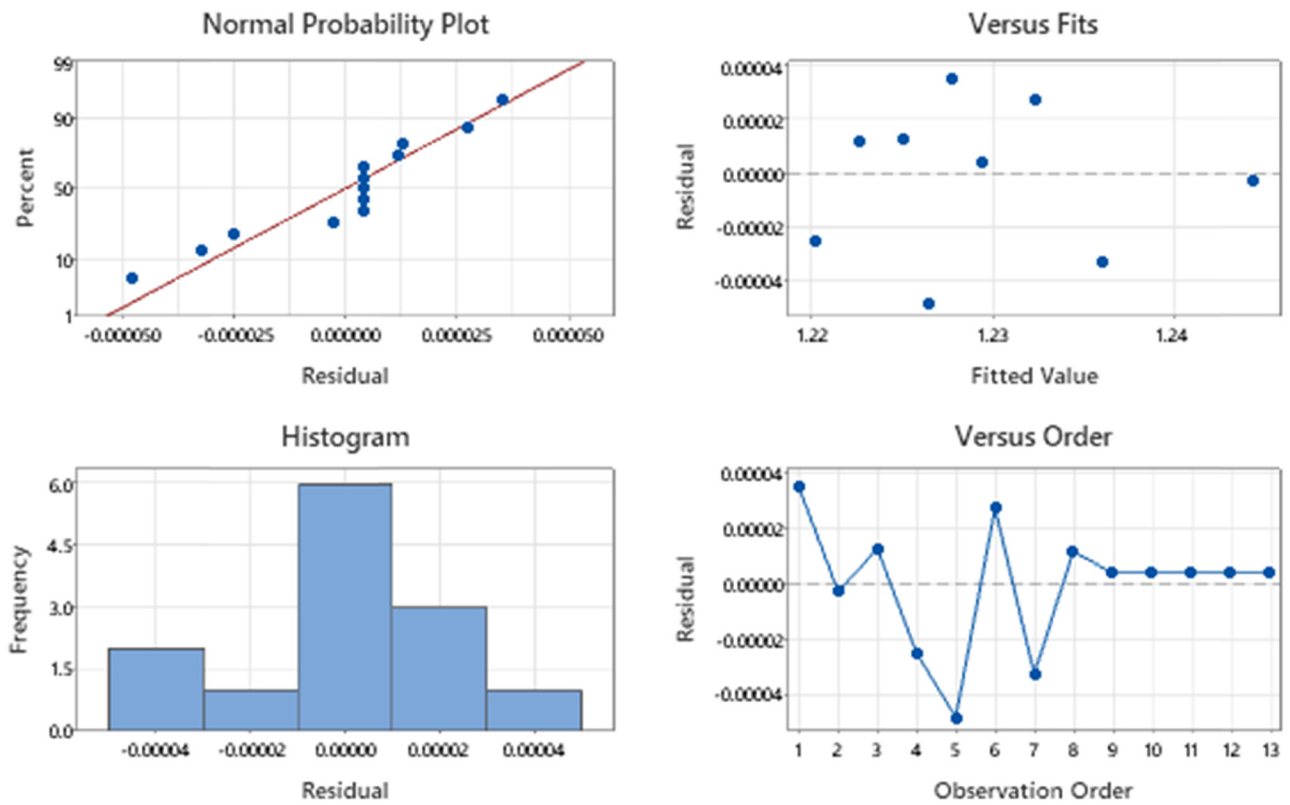 Normal Probability Plot
99
90
50
10
1
Percent
-0.000050 -0.000025 0.000000 0.000025 0.000050
Residual
Versus Fits
0.00004
0.00002
0.00000
-0.00002
-0.00004
Residual
1.22 1.23 1.24
Fitted Value
Histogram
6.0
4.5
3.0
1.5
0.0
Frequency
-0.00004 -0.00002 0.00000 0.00002 0.00004
Residual
Versus Order
0.00004
0.00002
0.00000
-0.00002
-0.00004
Residual
1 2 3 4 5 6 7 8 9 10 11 12 13
Observation Order